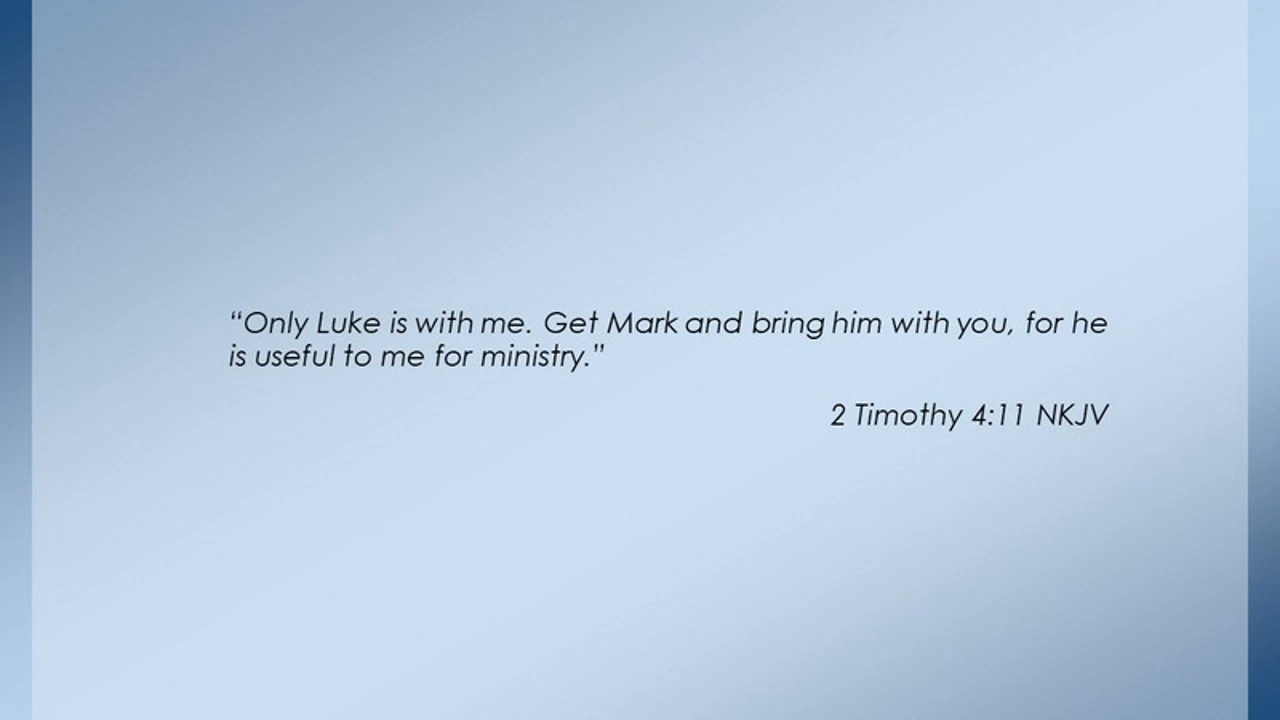 “Only Luke is with me. Get Mark and bring him with you, for he
is useful to me for ministry.”
2 Timothy 4:11 NKJV